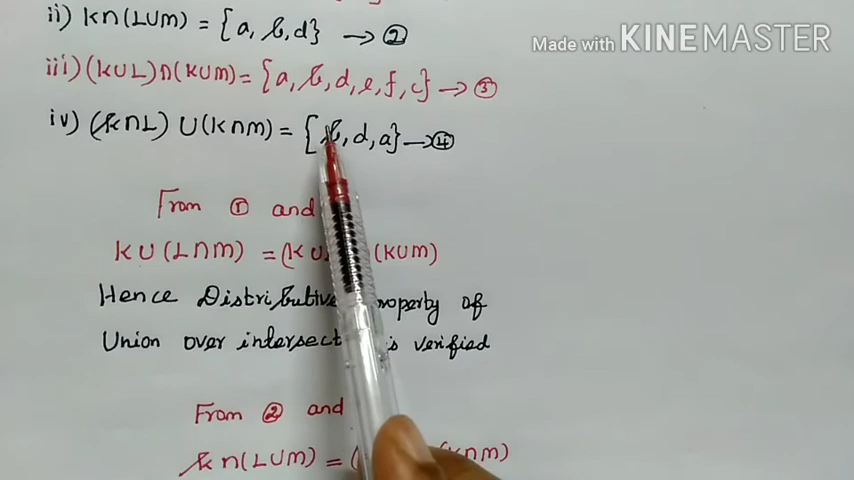 ii) K∩(L∪M) = {a, b, d} → ②
Made with KINEMASTER
iii) (K∪L)∩(K∪M) = {a, b, d, e, f, c} → ③
iv) (K∩L) ∪ (K∩M) = {b, d, a} → ④
From ① and
K∪(L∩M) = (K∪ (K∪M)
Hence Distributive property of
Union over intersect is verified
From ② and
K∩(L∪M) = ( (K∩M)